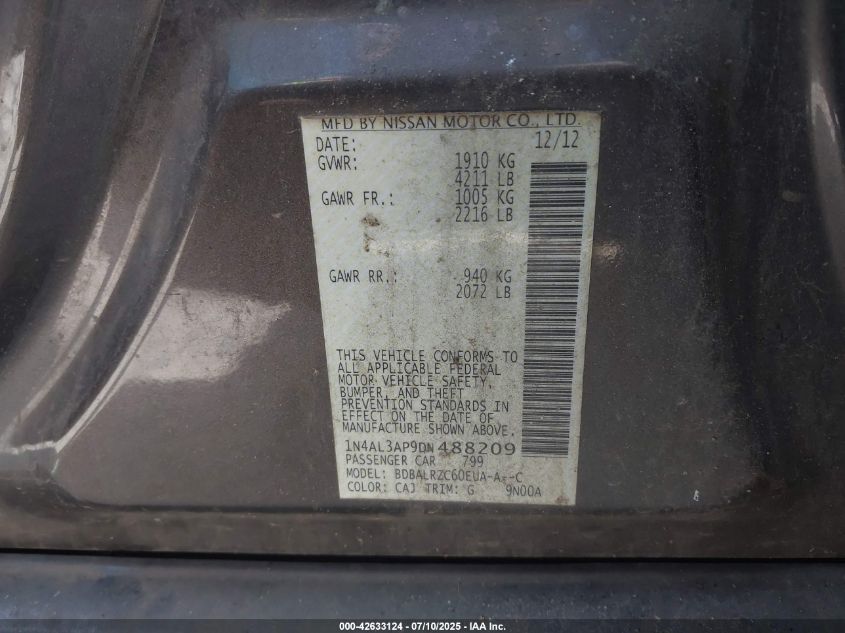 MFD BY NISSAN MOTOR CO., LTD.
DATE: 12/12
GVWR: 1910 KG
4211 LB
GAWR FR.: 1005 KG
2216 LB
GAWR RR.: 940 KG
2072 LB
THIS VEHICLE CONFORMS TO
ALL APPLICABLE FEDERAL
MOTOR VEHICLE SAFETY,
BUMPER, AND THEFT
PREVENTION STANDARDS IN
EFFECT ON THE DATE OF
MANUFACTURE SHOWN ABOVE.
1N4AL3AP9DN488209
PASSENGER CAR 799
MODEL: BDBALRZC60EUA-A--C
COLOR: CAJ TRIM: G 9N00A
000-42633124 - 07/10/2025 - IAA Inc.